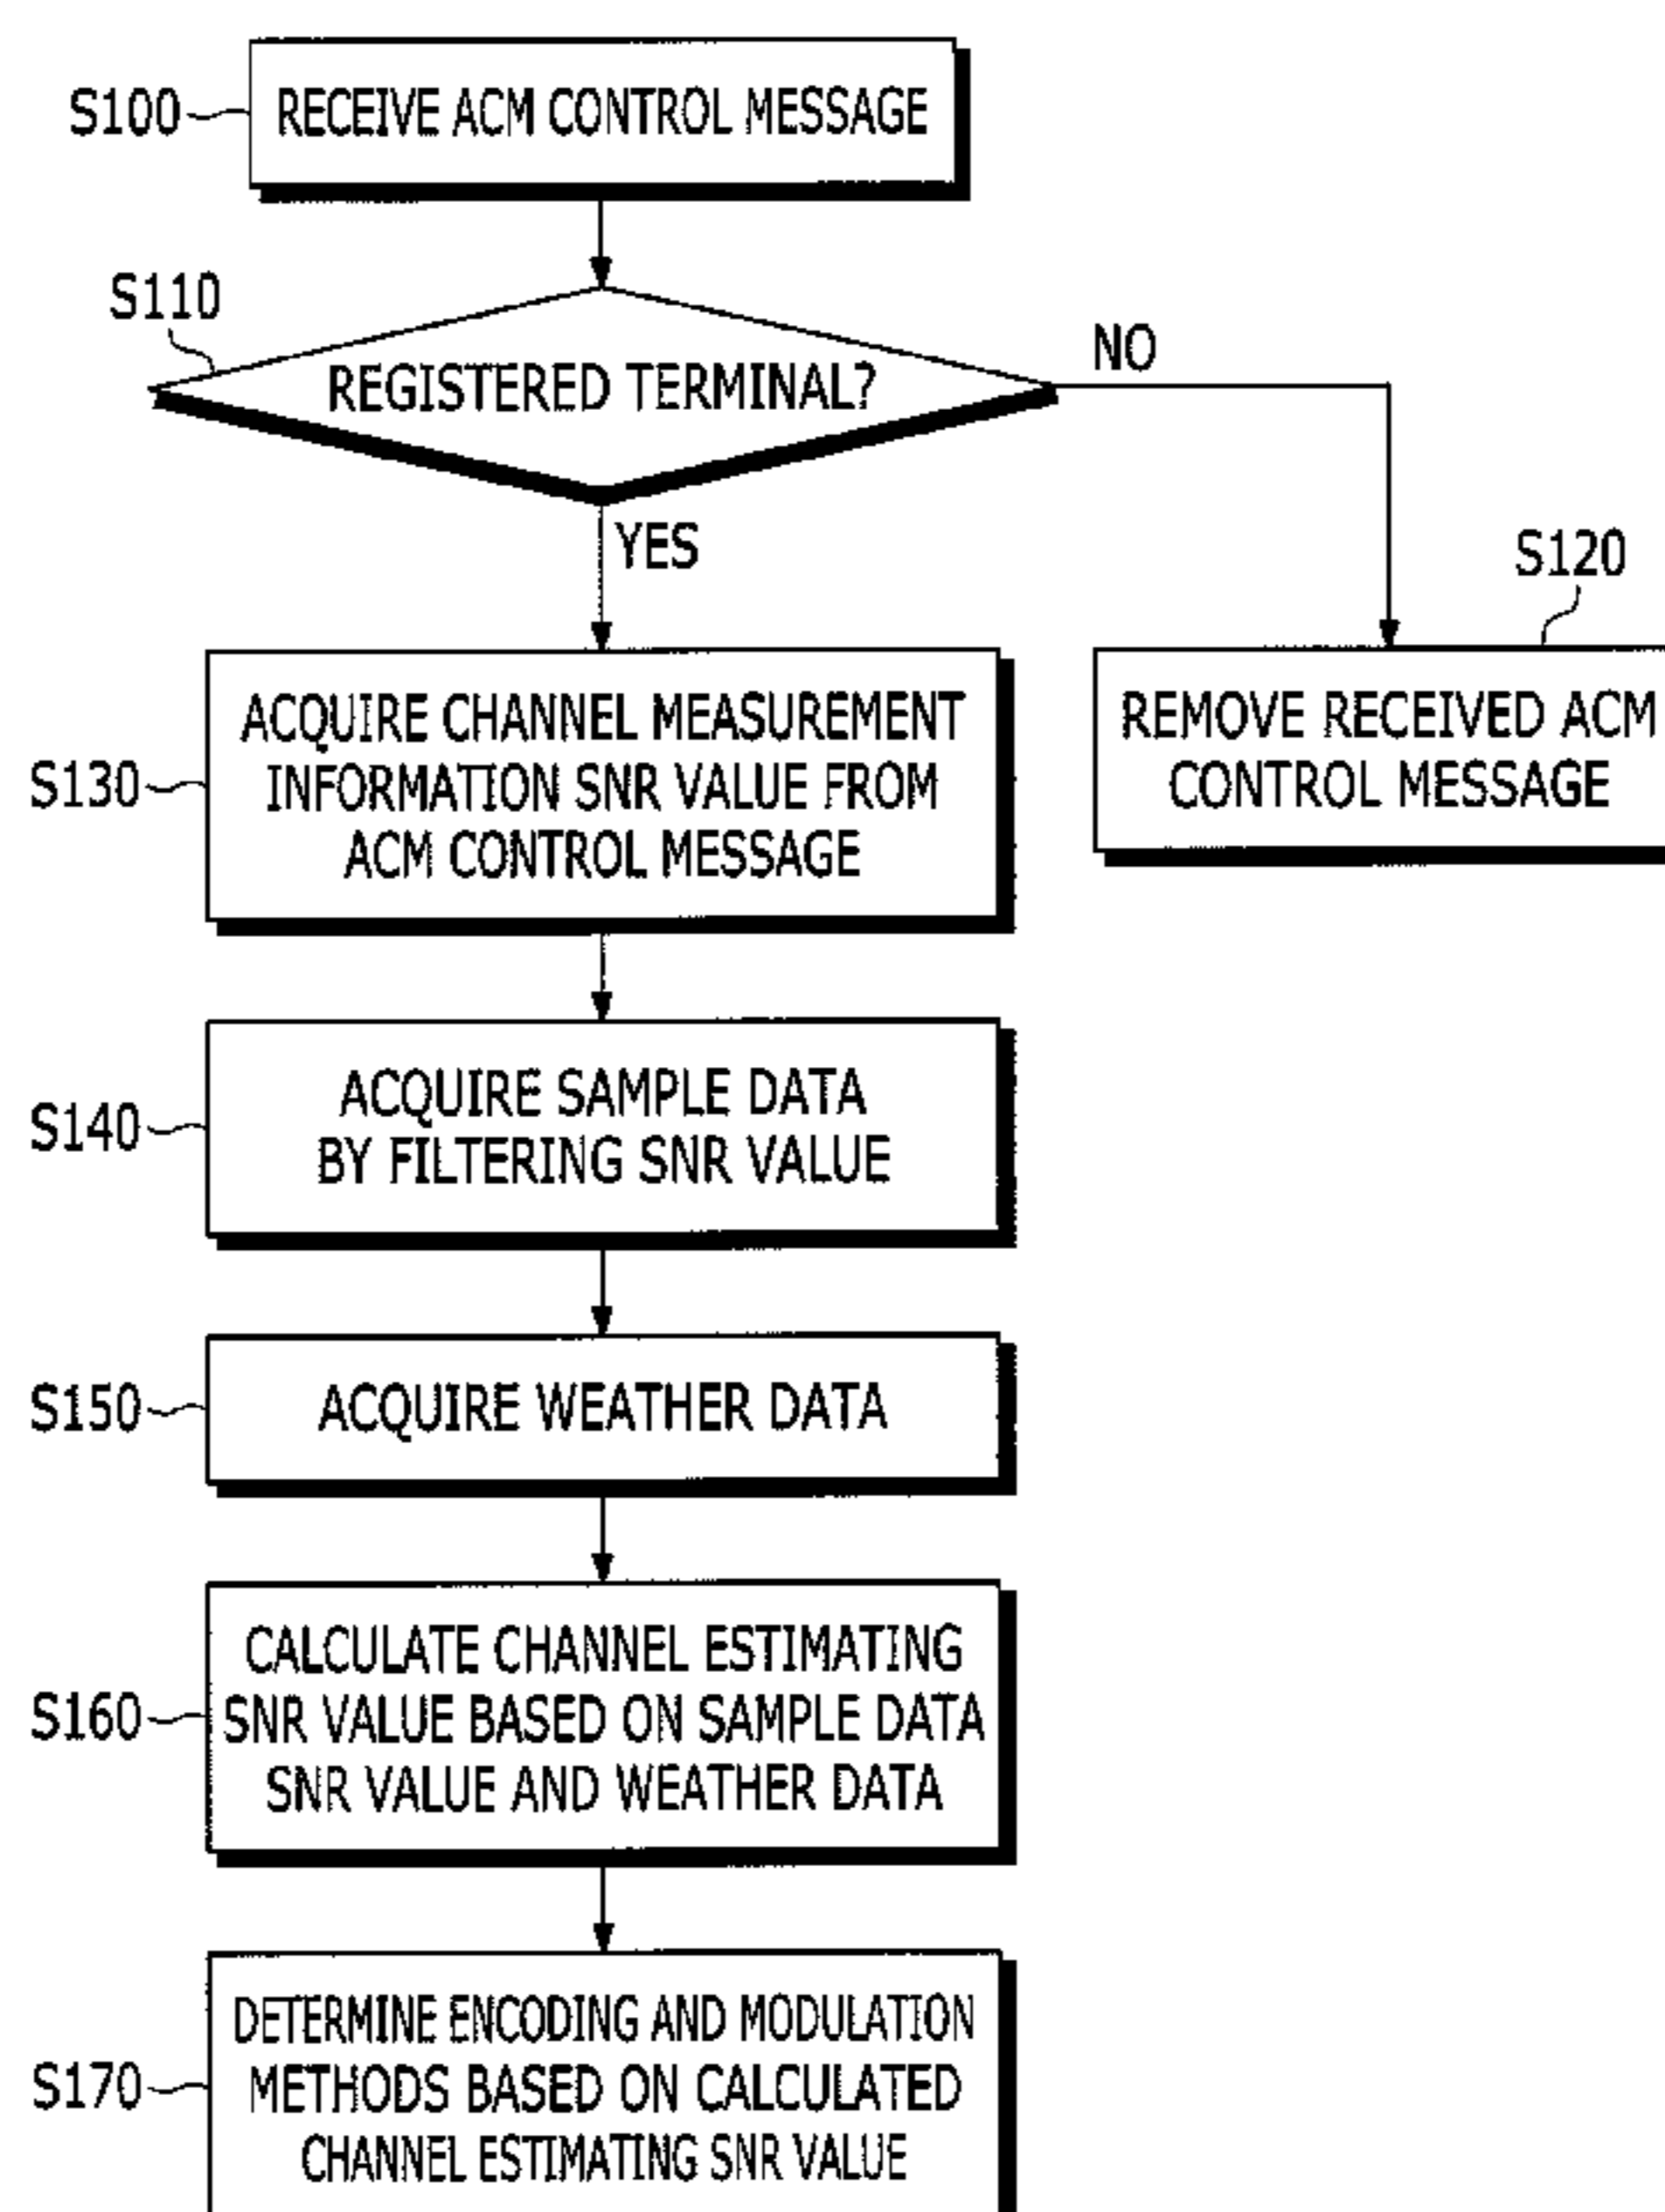 S100
RECEIVE ACM CONTROL MESSAGE
S110
REGISTERED TERMINAL?
NO
YES
S120
REMOVE RECEIVED ACM
CONTROL MESSAGE
S130
ACQUIRE CHANNEL MEASUREMENT
INFORMATION SNR VALUE FROM
ACM CONTROL MESSAGE
S140
ACQUIRE SAMPLE DATA
BY FILTERING SNR VALUE
S150
ACQUIRE WEATHER DATA
S160
CALCULATE CHANNEL ESTIMATING
SNR VALUE BASED ON SAMPLE DATA
SNR VALUE AND WEATHER DATA
S170
DETERMINE ENCODING AND MODULATION
METHODS BASED ON CALCULATED
CHANNEL ESTIMATING SNR VALUE